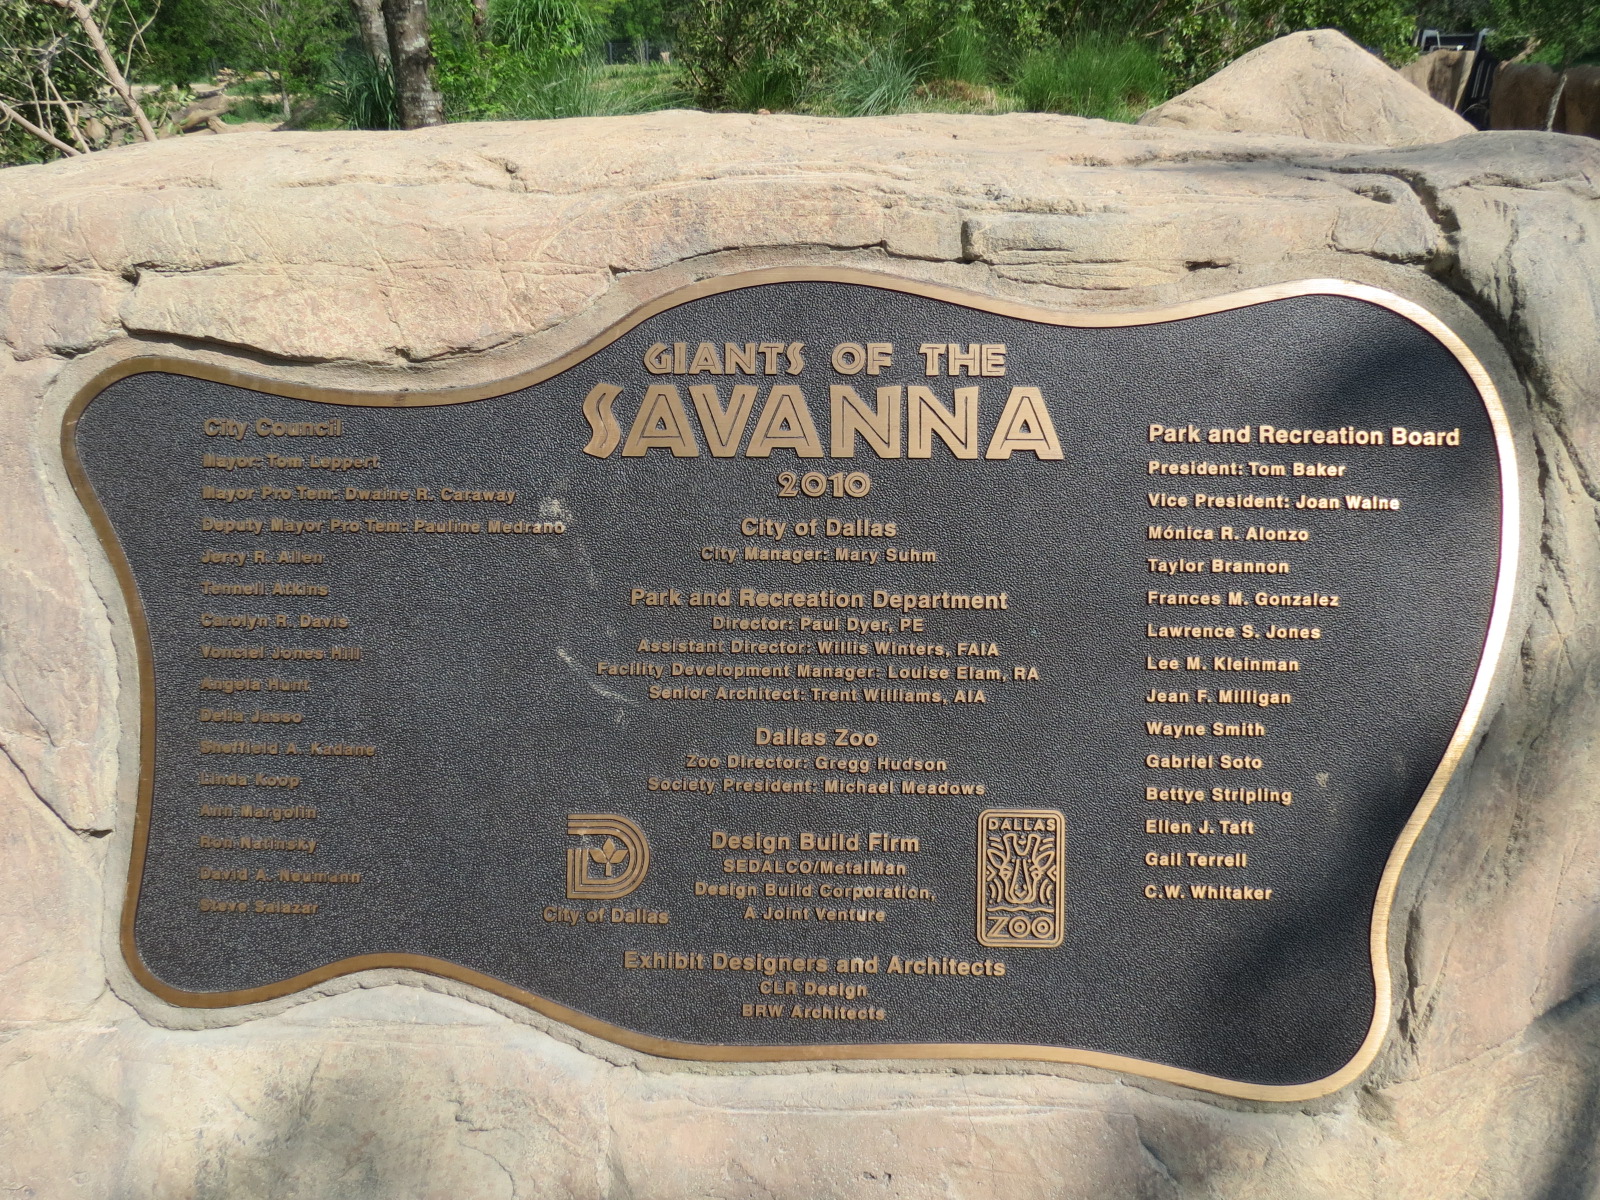 GIANTS OF THE
SAVANNA
2010
City Council
Mayor: Tom Leppert
Mayor Pro Tem: Dwaine R. Caraway
Deputy Mayor Pro Tem: Pauline Medrano
Jerry R. Allen
Tennell Atkins
Carolyn R. Davis
Vonciel Jones Hill
Angela Hunt
Delia Jasso
Sheffield A. Kadane
Linda Koop
Ann Margolin
Ron Natinsky
David A. Neumann
Steve Salazar
City of Dallas
City Manager: Mary Suhm
Park and Recreation Department
Director: Paul Dyer, PE
Assistant Director: Willis Winters, FAIA
Facility Development Manager: Louise Elam, RA
Senior Architect: Trent Williams, AIA
Dallas Zoo
Zoo Director: Gregg Hudson
Society President: Michael Meadows
Design Build Firm
SEDALCO/MetalMan
Design Build Corporation,
A Joint Venture
City of Dallas
DALLAS
ZOO
Exhibit Designers and Architects
CLR Design
BRW Architects
Park and Recreation Board
President: Tom Baker
Vice President: Joan Walne
Mónica R. Alonzo
Taylor Brannon
Frances M. Gonzalez
Lawrence S. Jones
Lee M. Kleinman
Jean F. Milligan
Wayne Smith
Gabriel Soto
Bettye Stripling
Ellen J. Taft
Gail Terrell
C.W. Whitaker